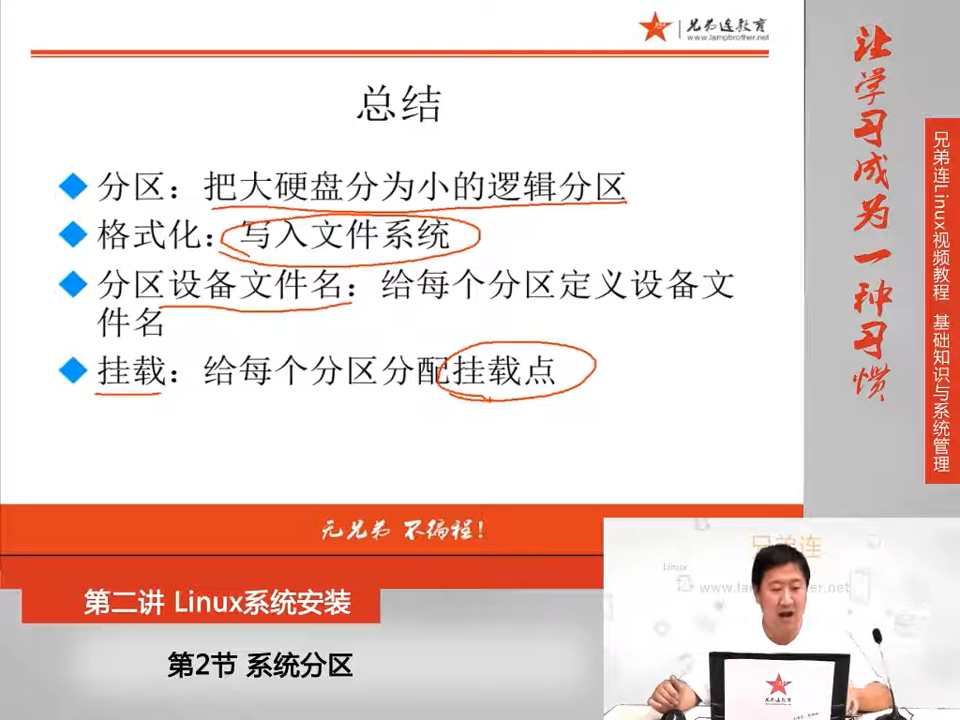 兄弟连教育
www.lampbrother.net
总结
分区：把大硬盘分为小的逻辑分区
格式化：写入文件系统
分区设备文件名：给每个分区定义设备文
件名
挂载：给每个分区分配挂载点
无兄弟 不编程！
第二讲 Linux系统安装
第2节 系统分区
让学习成为一种习惯
兄弟连Linux视频教程 基础知识与系统管理
兄弟连
Linux
兄弟连教育